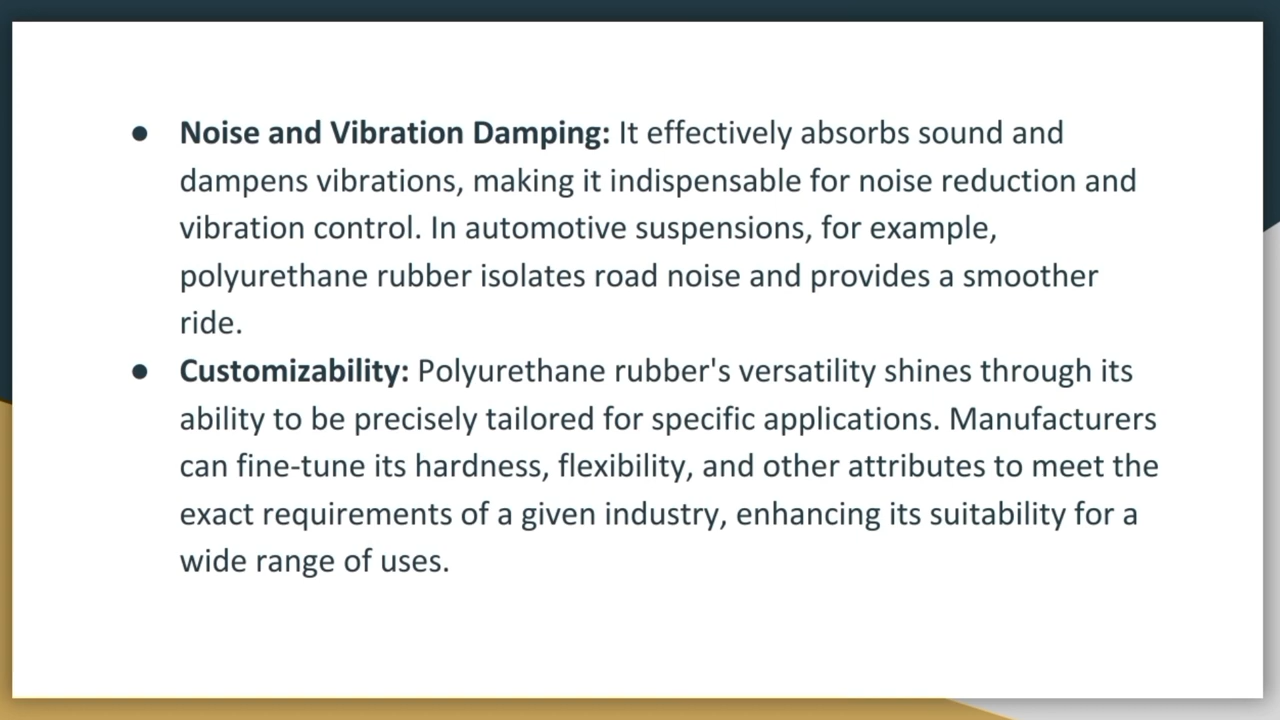 ● Noise and Vibration Damping: It effectively absorbs sound and
dampens vibrations, making it indispensable for noise reduction and
vibration control. In automotive suspensions, for example,
polyurethane rubber isolates road noise and provides a smoother
ride.
● Customizability: Polyurethane rubber's versatility shines through its
ability to be precisely tailored for specific applications. Manufacturers
can fine-tune its hardness, flexibility, and other attributes to meet the
exact requirements of a given industry, enhancing its suitability for a
wide range of uses.